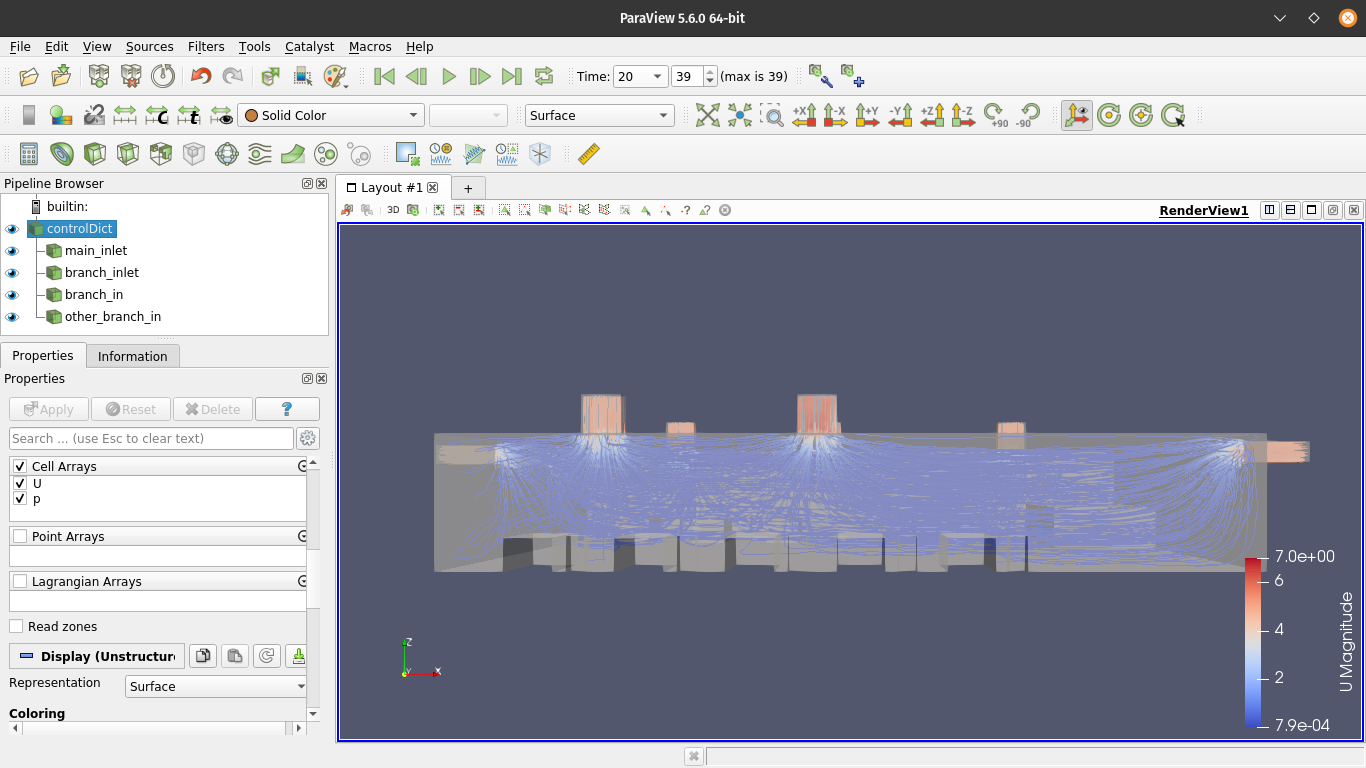 ParaView 5.6.0 64-bit
File Edit View Sources Filters Tools Catalyst Macros Help
Time: 20 39 (max is 39)
Solid Color Surface +X -X +Y -Y +Z -Z +90 -90
Pipeline Browser
builtin:
controlDict
main_inlet
branch_inlet
branch_in
other_branch_in
Properties Information
Properties
Apply Reset Delete ?
Search ... (use Esc to clear text)
Cell Arrays
U
p
Point Arrays
Lagrangian Arrays
Read zones
Display (Unstructur
Representation Surface
Coloring
Layout #1 +
3D RenderView1
7.0e+00
6
4
2
7.9e-04
U Magnitude
Z
Y X